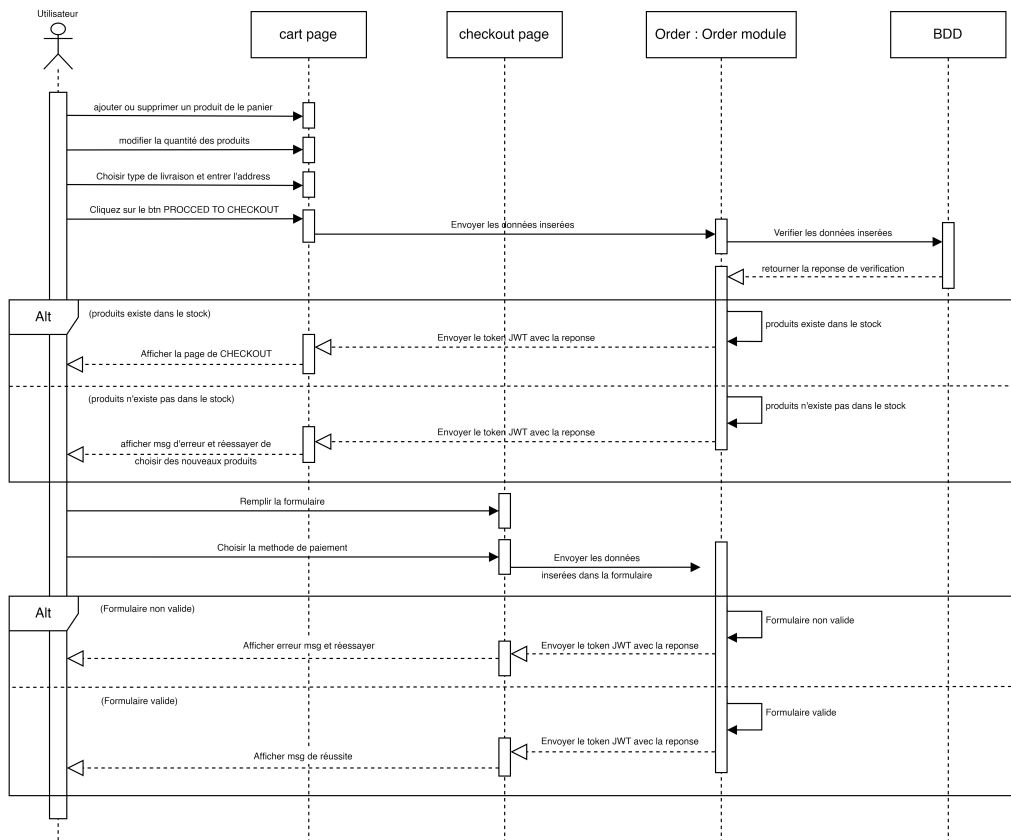 Utilisateur
cart page
checkout page
Order : Order module
BDD
ajouter ou supprimer un produit de le panier
modifier la quantité des produits
Choisir type de livraison et entrer l'address
Cliquez sur le btn PROCCED TO CHECKOUT
Envoyer les données inserées
Verifier les données inserées
retourner la reponse de verification
Alt
(produits existe dans le stock)
produits existe dans le stock
Envoyer le token JWT avec la reponse
Afficher la page de CHECKOUT
(produits n'existe pas dans le stock)
produits n'existe pas dans le stock
Envoyer le token JWT avec la reponse
afficher msg d'erreur et réessayer de
choisir des nouveaux produits
Remplir la formulaire
Choisir la methode de paiement
Envoyer les données
inserées dans la formulaire
Alt
(Formulaire non valide)
Formulaire non valide
Envoyer le token JWT avec la reponse
Afficher erreur msg et réessayer
(Formulaire valide)
Formulaire valide
Envoyer le token JWT avec la reponse
Afficher msg de réussite